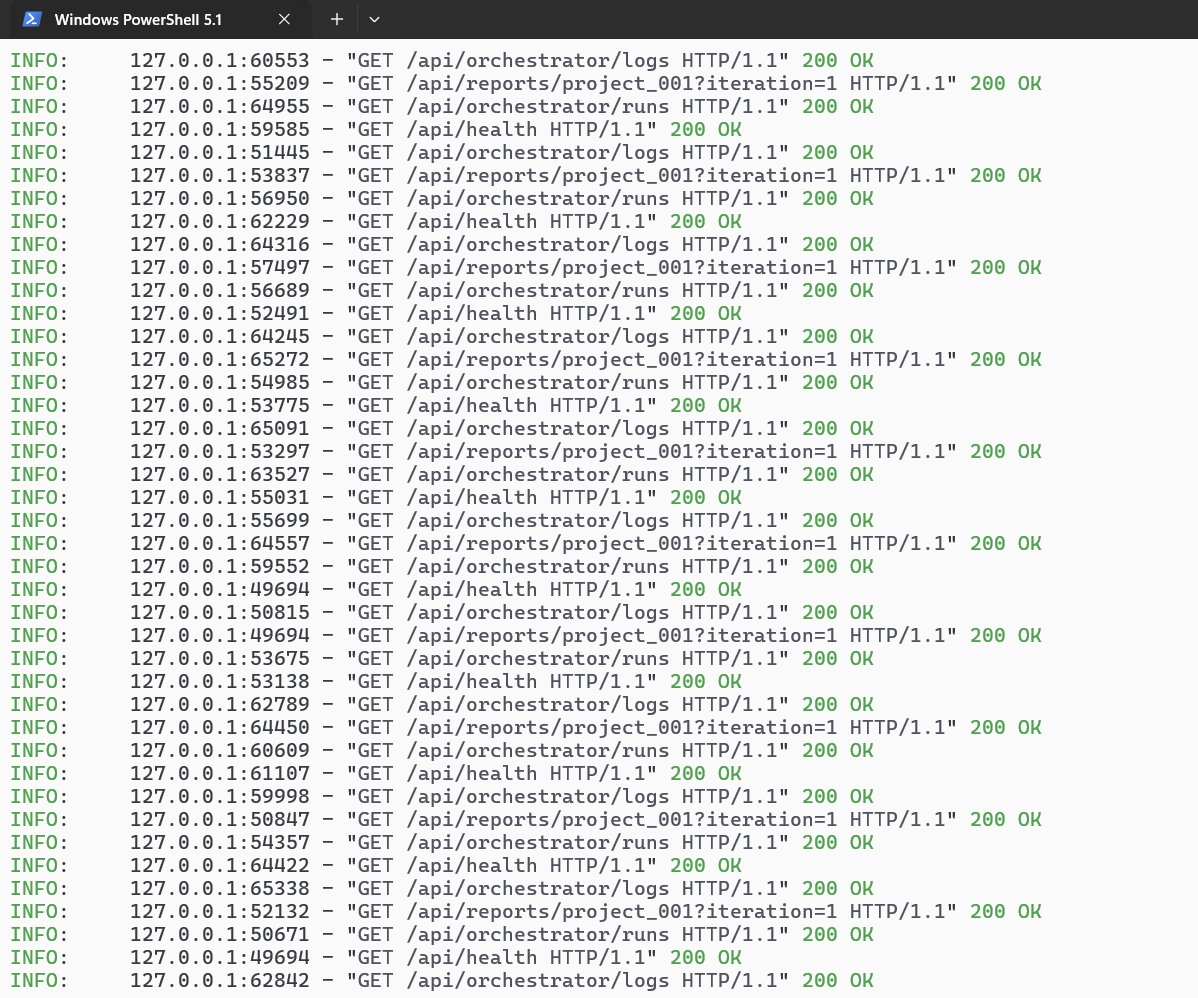 Windows PowerShell 5.1
INFO: 127.0.0.1:60553 - "GET /api/orchestrator/logs HTTP/1.1" 200 OK
INFO: 127.0.0.1:55209 - "GET /api/reports/project_001?iteration=1 HTTP/1.1" 200 OK
INFO: 127.0.0.1:64955 - "GET /api/orchestrator/runs HTTP/1.1" 200 OK
INFO: 127.0.0.1:59585 - "GET /api/health HTTP/1.1" 200 OK
INFO: 127.0.0.1:51445 - "GET /api/orchestrator/logs HTTP/1.1" 200 OK
INFO: 127.0.0.1:53837 - "GET /api/reports/project_001?iteration=1 HTTP/1.1" 200 OK
INFO: 127.0.0.1:56950 - "GET /api/orchestrator/runs HTTP/1.1" 200 OK
INFO: 127.0.0.1:62229 - "GET /api/health HTTP/1.1" 200 OK
INFO: 127.0.0.1:64316 - "GET /api/orchestrator/logs HTTP/1.1" 200 OK
INFO: 127.0.0.1:57497 - "GET /api/reports/project_001?iteration=1 HTTP/1.1" 200 OK
INFO: 127.0.0.1:56689 - "GET /api/orchestrator/runs HTTP/1.1" 200 OK
INFO: 127.0.0.1:52491 - "GET /api/health HTTP/1.1" 200 OK
INFO: 127.0.0.1:64245 - "GET /api/orchestrator/logs HTTP/1.1" 200 OK
INFO: 127.0.0.1:65272 - "GET /api/reports/project_001?iteration=1 HTTP/1.1" 200 OK
INFO: 127.0.0.1:54985 - "GET /api/orchestrator/runs HTTP/1.1" 200 OK
INFO: 127.0.0.1:53775 - "GET /api/health HTTP/1.1" 200 OK
INFO: 127.0.0.1:65091 - "GET /api/orchestrator/logs HTTP/1.1" 200 OK
INFO: 127.0.0.1:53297 - "GET /api/reports/project_001?iteration=1 HTTP/1.1" 200 OK
INFO: 127.0.0.1:63527 - "GET /api/orchestrator/runs HTTP/1.1" 200 OK
INFO: 127.0.0.1:55031 - "GET /api/health HTTP/1.1" 200 OK
INFO: 127.0.0.1:55699 - "GET /api/orchestrator/logs HTTP/1.1" 200 OK
INFO: 127.0.0.1:64557 - "GET /api/reports/project_001?iteration=1 HTTP/1.1" 200 OK
INFO: 127.0.0.1:59552 - "GET /api/orchestrator/runs HTTP/1.1" 200 OK
INFO: 127.0.0.1:49694 - "GET /api/health HTTP/1.1" 200 OK
INFO: 127.0.0.1:50815 - "GET /api/orchestrator/logs HTTP/1.1" 200 OK
INFO: 127.0.0.1:49694 - "GET /api/reports/project_001?iteration=1 HTTP/1.1" 200 OK
INFO: 127.0.0.1:53675 - "GET /api/orchestrator/runs HTTP/1.1" 200 OK
INFO: 127.0.0.1:53138 - "GET /api/health HTTP/1.1" 200 OK
INFO: 127.0.0.1:62789 - "GET /api/orchestrator/logs HTTP/1.1" 200 OK
INFO: 127.0.0.1:64450 - "GET /api/reports/project_001?iteration=1 HTTP/1.1" 200 OK
INFO: 127.0.0.1:60609 - "GET /api/orchestrator/runs HTTP/1.1" 200 OK
INFO: 127.0.0.1:61107 - "GET /api/health HTTP/1.1" 200 OK
INFO: 127.0.0.1:59998 - "GET /api/orchestrator/logs HTTP/1.1" 200 OK
INFO: 127.0.0.1:50847 - "GET /api/reports/project_001?iteration=1 HTTP/1.1" 200 OK
INFO: 127.0.0.1:54357 - "GET /api/orchestrator/runs HTTP/1.1" 200 OK
INFO: 127.0.0.1:64422 - "GET /api/health HTTP/1.1" 200 OK
INFO: 127.0.0.1:65338 - "GET /api/orchestrator/logs HTTP/1.1" 200 OK
INFO: 127.0.0.1:52132 - "GET /api/reports/project_001?iteration=1 HTTP/1.1" 200 OK
INFO: 127.0.0.1:50671 - "GET /api/orchestrator/runs HTTP/1.1" 200 OK
INFO: 127.0.0.1:49694 - "GET /api/health HTTP/1.1" 200 OK
INFO: 127.0.0.1:62842 - "GET /api/orchestrator/logs HTTP/1.1" 200 OK